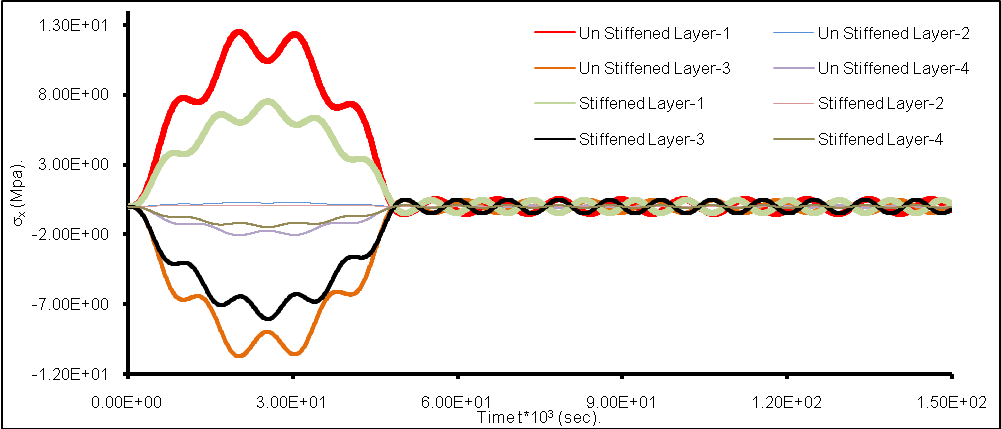 1.30E+01
8.00E+00
3.00E+00
-2.00E+00
-7.00E+00
-1.20E+01
σx (Mpa).
Un Stiffened Layer-1
Un Stiffened Layer-2
Un Stiffened Layer-3
Un Stiffened Layer-4
Stiffened Layer-1
Stiffened Layer-2
Stiffened Layer-3
Stiffened Layer-4
0.00E+00
3.00E+01
6.00E+01
9.00E+01
1.20E+02
1.50E+02
Time t*10³ (sec).